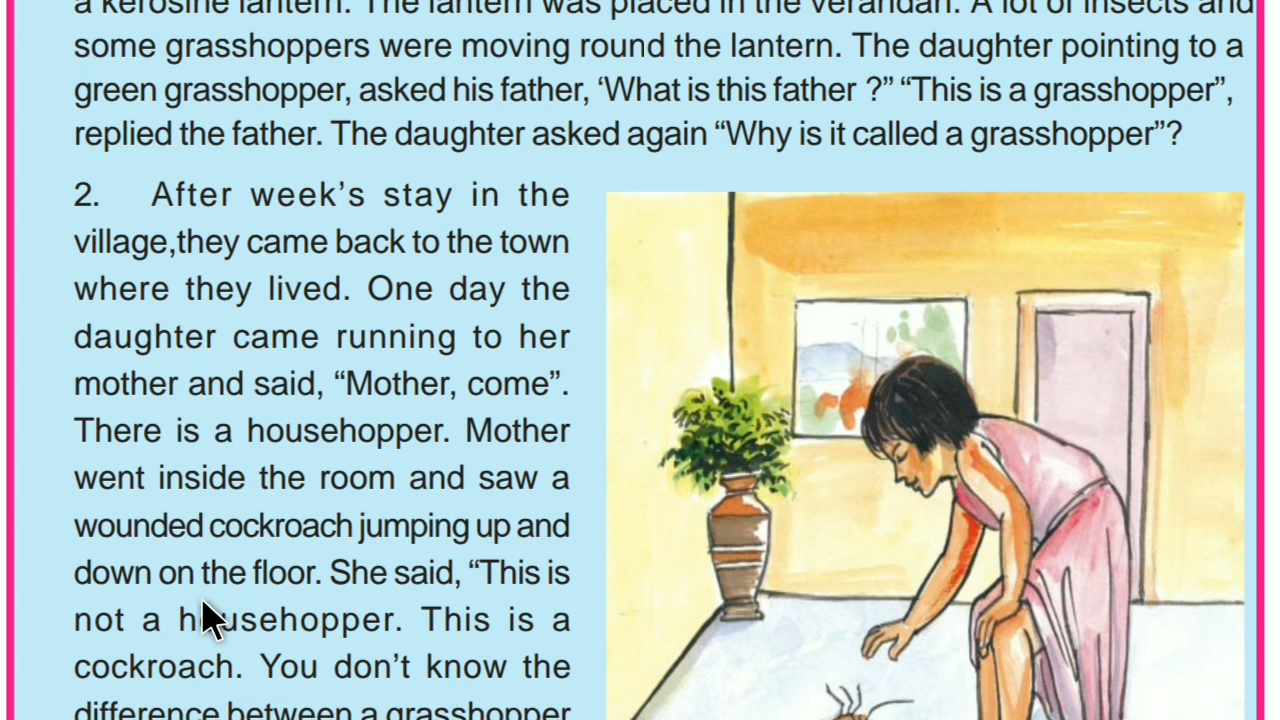 a kerosine lantern. The lantern was placed in the verandah. A lot of insects and
some grasshoppers were moving round the lantern. The daughter pointing to a
green grasshopper, asked his father, ‘What is this father ?” “This is a grasshopper”,
replied the father. The daughter asked again “Why is it called a grasshopper”?
2. After week’s stay in the
village,they came back to the town
where they lived. One day the
daughter came running to her
mother and said, “Mother, come”.
There is a househopper. Mother
went inside the room and saw a
wounded cockroach jumping up and
down on the floor. She said, “This is
not a househopper. This is a
cockroach. You don’t know the
difference between a grasshopper